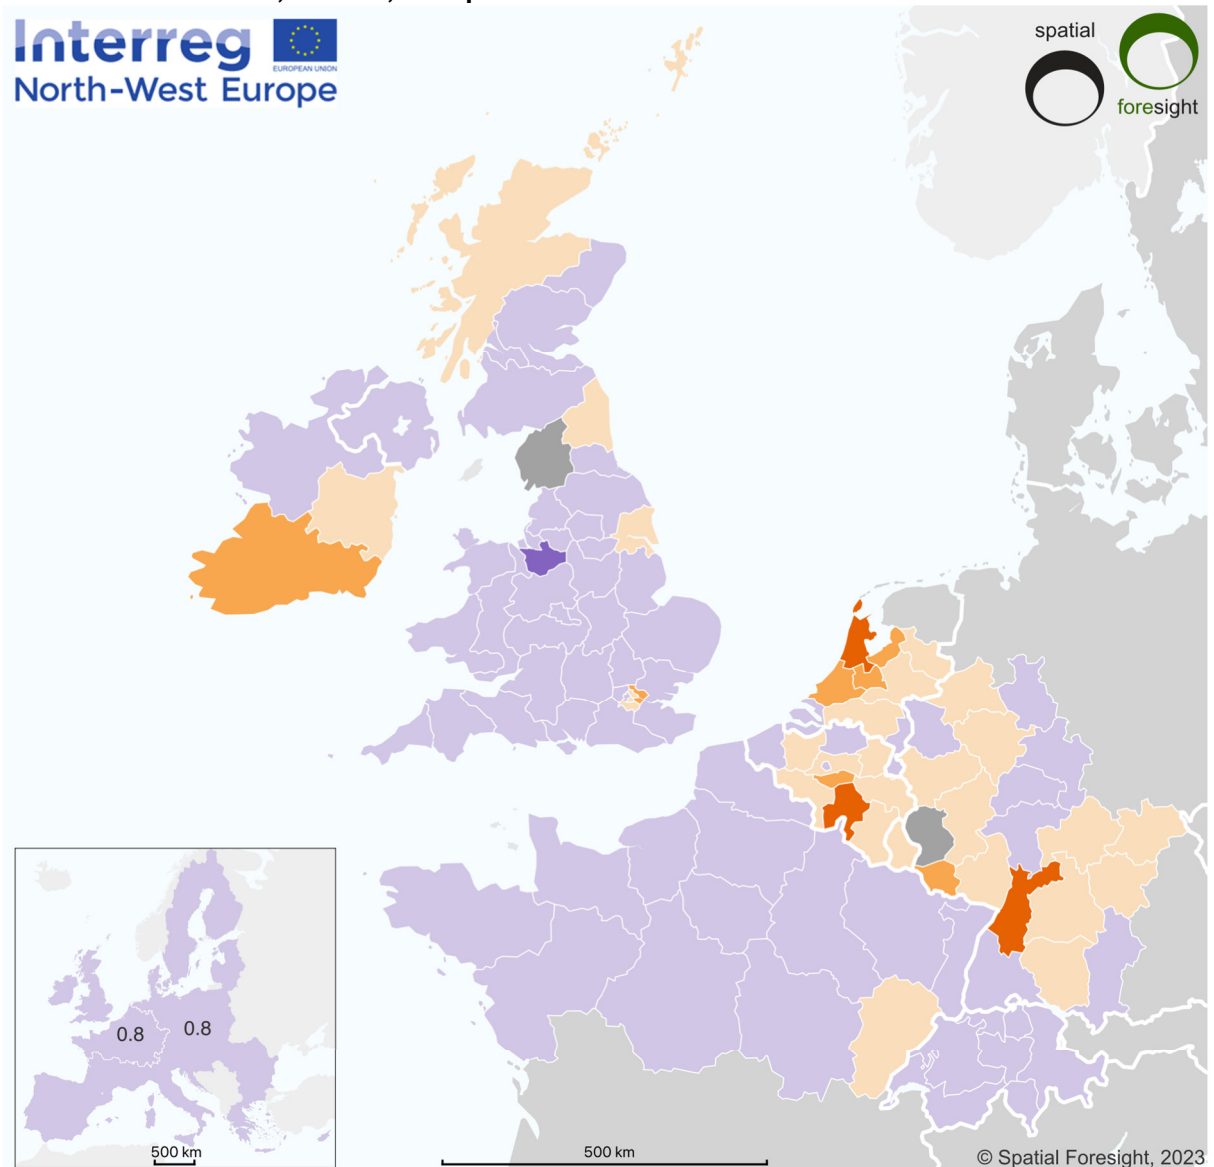 Interreg
EUROPEAN UNION
North-West Europe
spatial
foresight
0.8
0.8
500 km
500 km
© Spatial Foresight, 2023